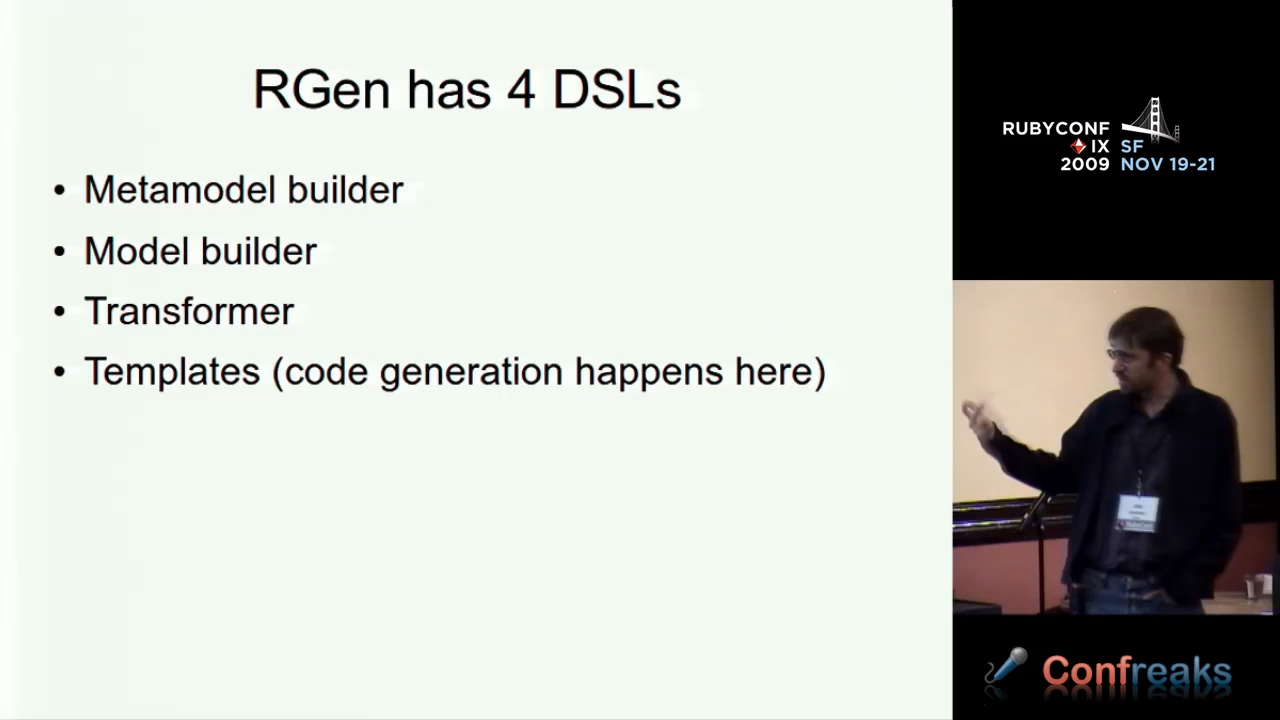 RGen has 4 DSLs
• Metamodel builder
• Model builder
• Transformer
• Templates (code generation happens here)
RUBYCONF
IX SF
2009 NOV 19-21
Confreaks